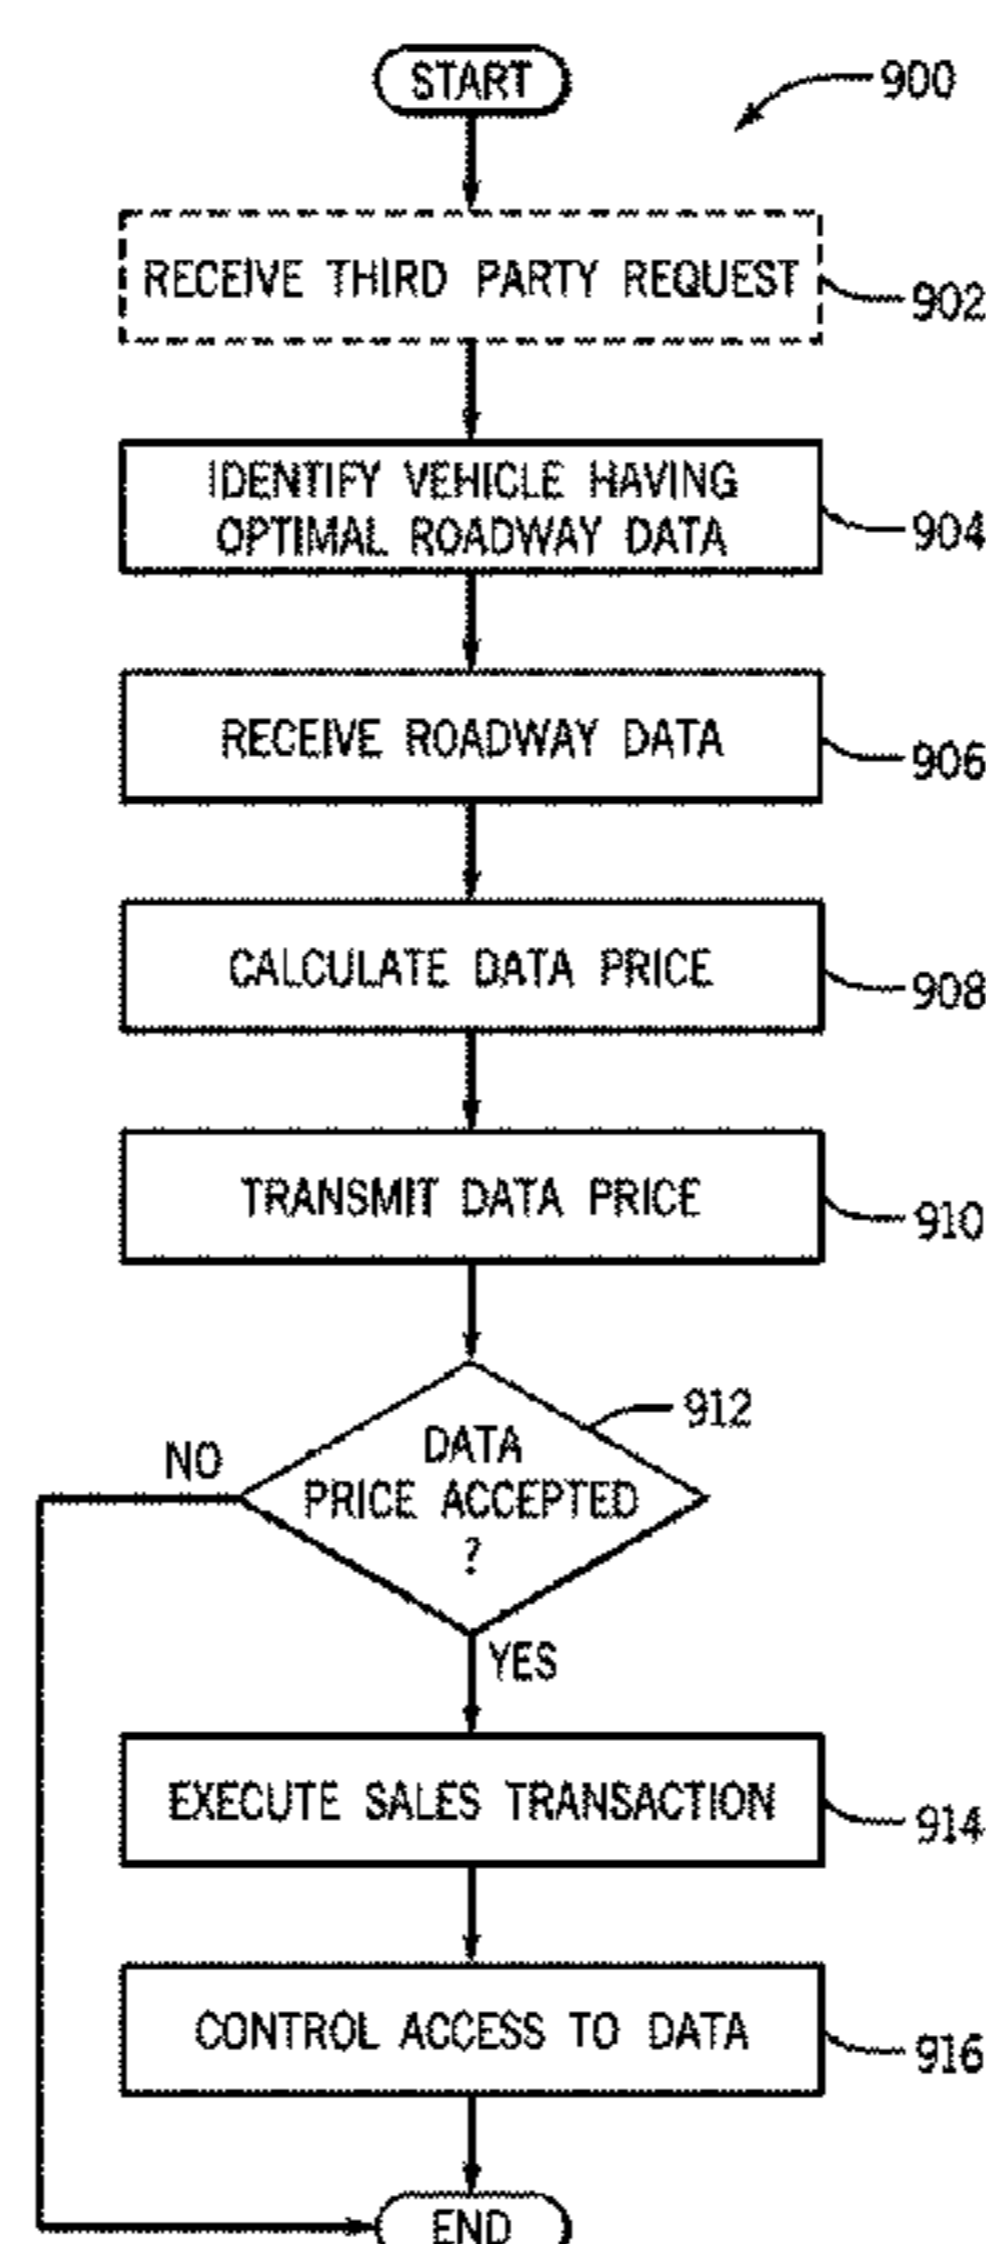 START
900
RECEIVE THIRD PARTY REQUEST
902
IDENTIFY VEHICLE HAVING
OPTIMAL ROADWAY DATA
904
RECEIVE ROADWAY DATA
906
CALCULATE DATA PRICE
908
TRANSMIT DATA PRICE
910
912
DATA
PRICE ACCEPTED
?
NO
YES
EXECUTE SALES TRANSACTION
914
CONTROL ACCESS TO DATA
916
END